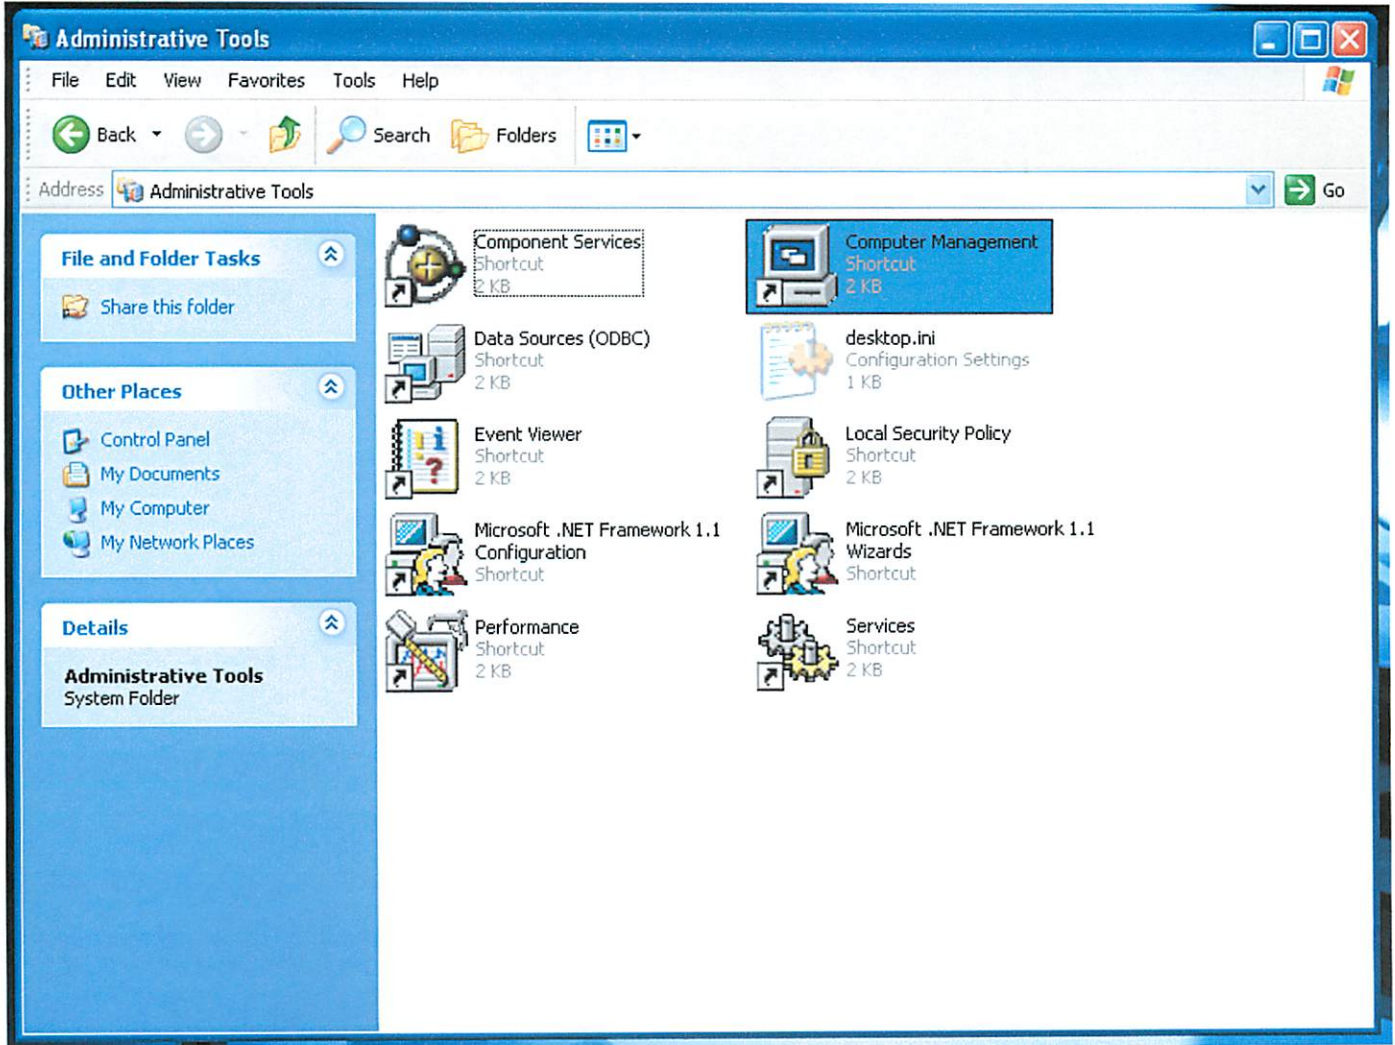 Administrative Tools
File Edit View Favorites Tools Help
Back Search Folders
Address Administrative Tools Go
File and Folder Tasks
Share this folder
Other Places
Control Panel
My Documents
My Computer
My Network Places
Details
Administrative Tools
System Folder
Component Services
Shortcut
2 KB
Computer Management
Shortcut
2 KB
Data Sources (ODBC)
Shortcut
2 KB
desktop.ini
Configuration Settings
1 KB
Event Viewer
Shortcut
2 KB
Local Security Policy
Shortcut
2 KB
Microsoft .NET Framework 1.1
Configuration
Shortcut
Microsoft .NET Framework 1.1
Wizards
Shortcut
Performance
Shortcut
2 KB
Services
Shortcut
2 KB